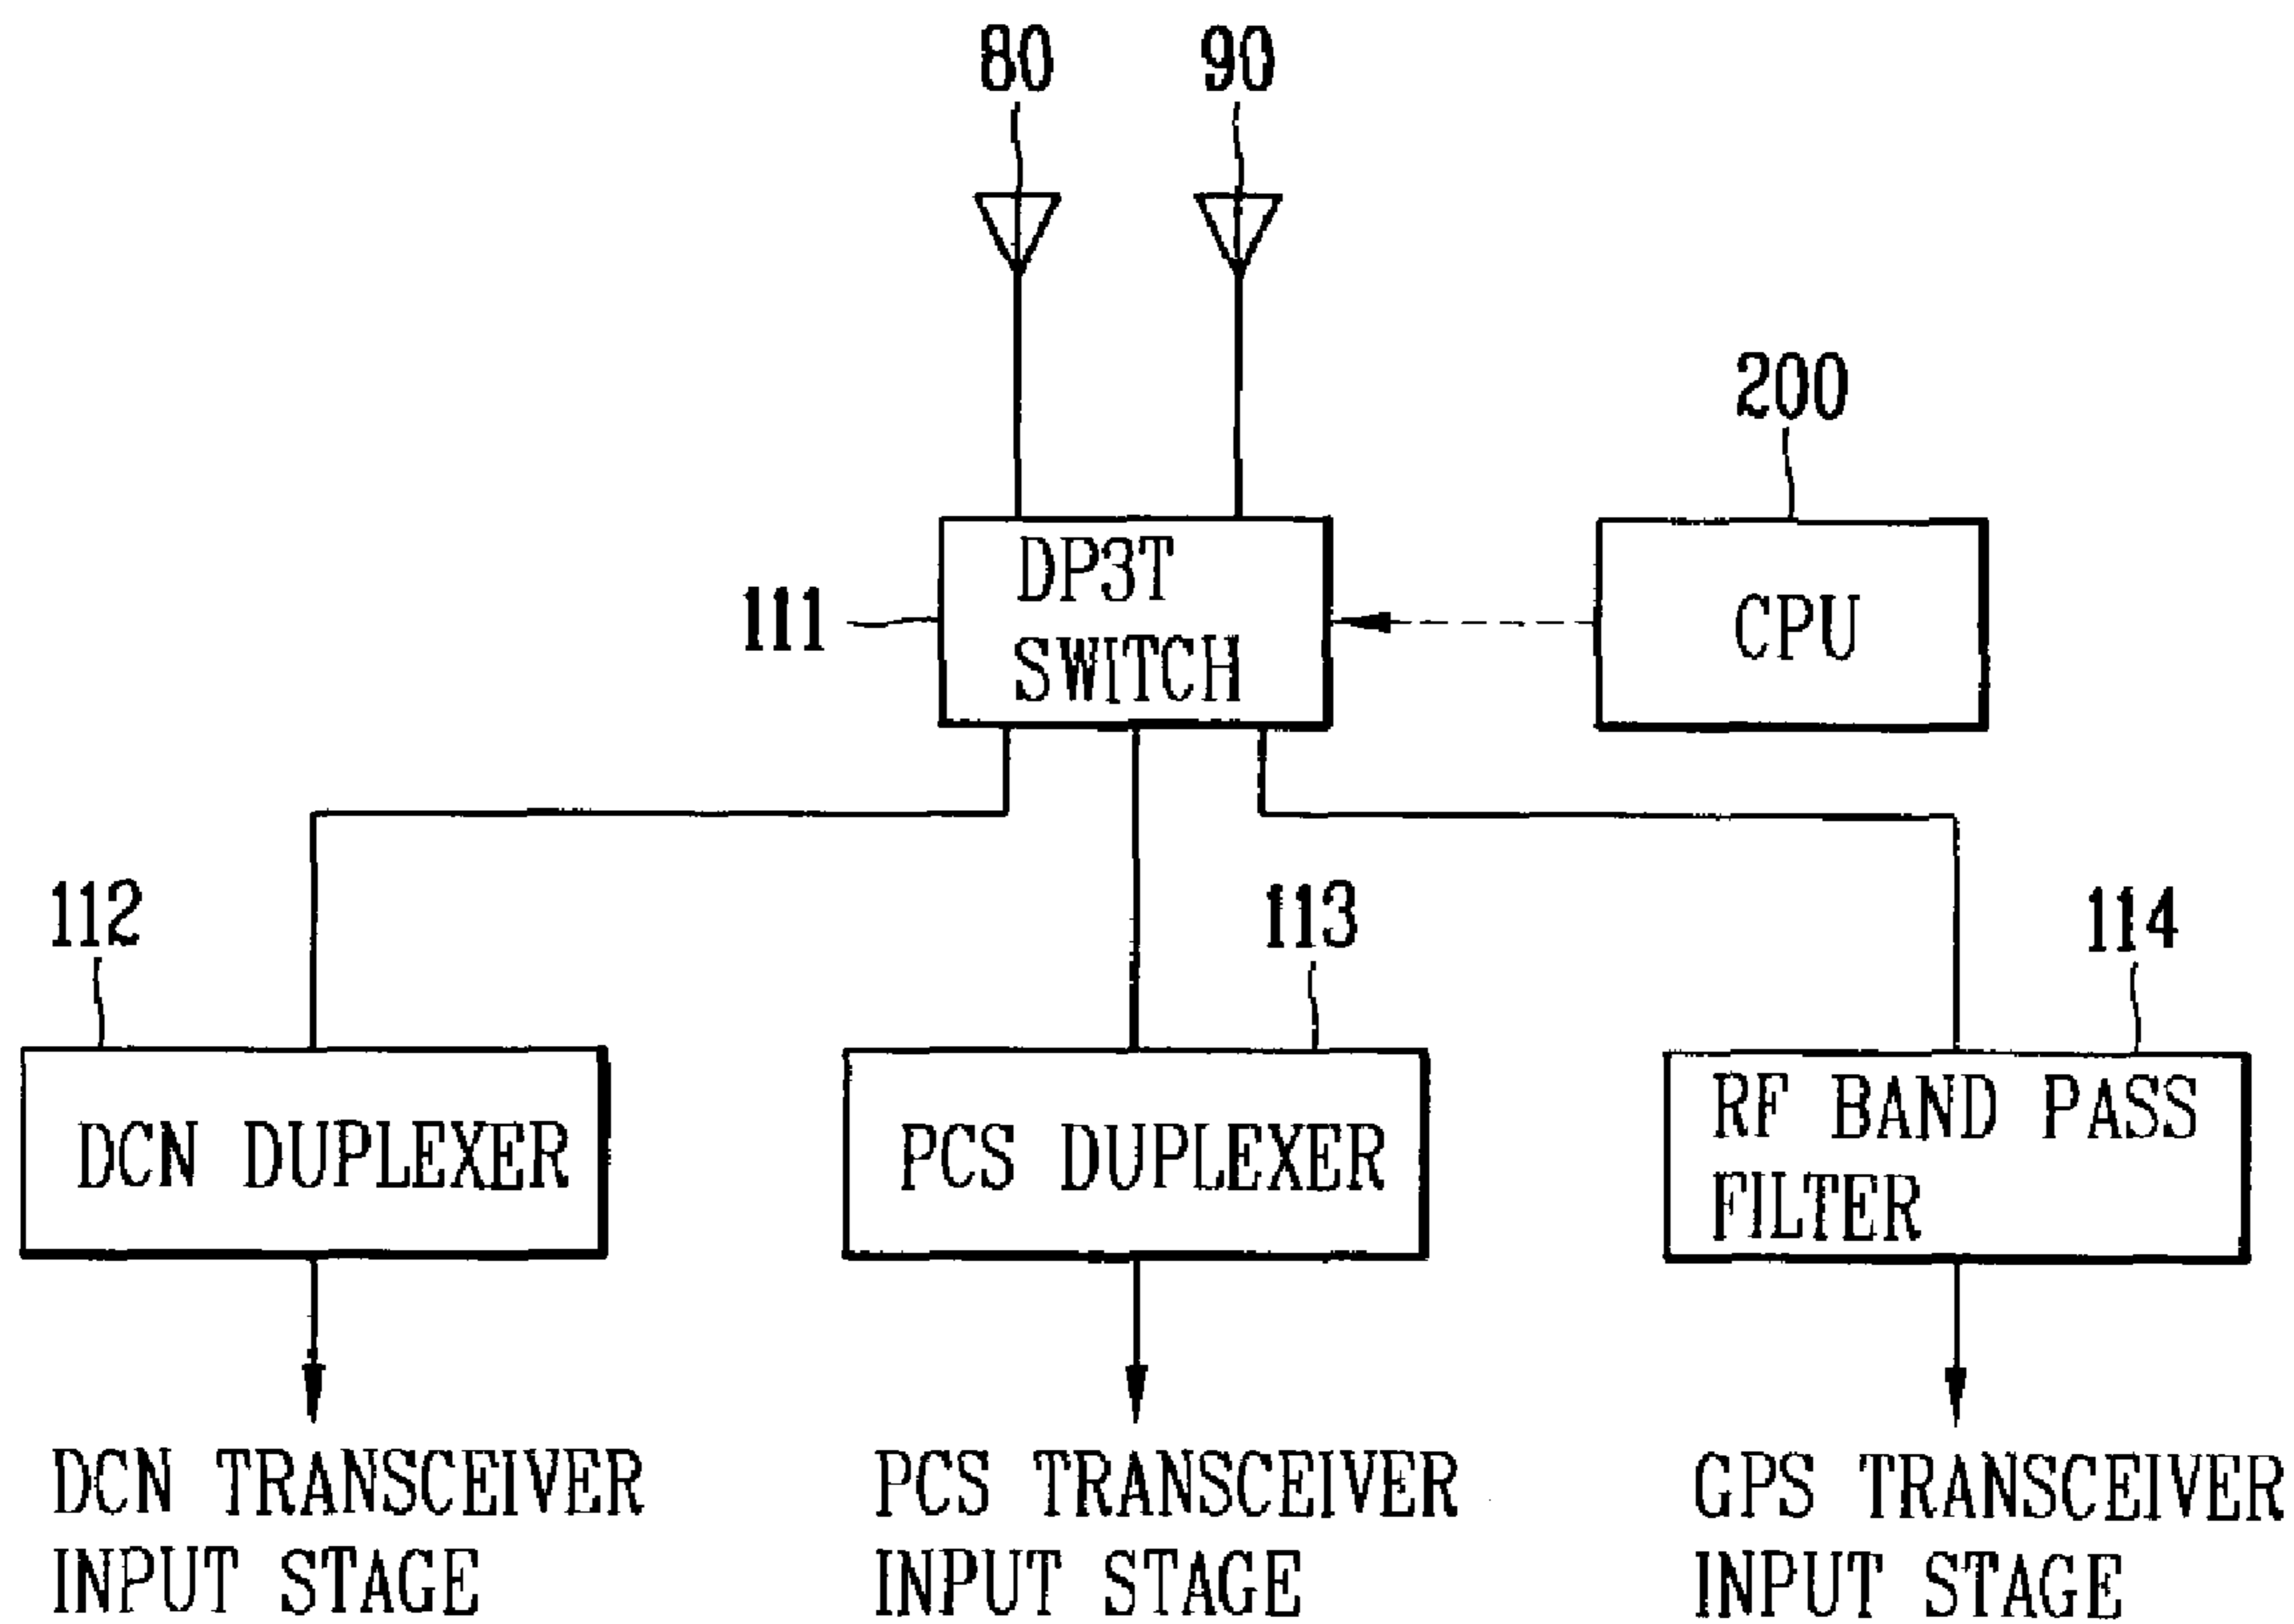 80
90
200
DP3T
SWITCH
111
CPU
112
113
114
DCN DUPLEXER
PCS DUPLEXER
RF BAND PASS
FILTER
DCN TRANSCEIVER
INPUT STAGE
PCS TRANSCEIVER
INPUT STAGE
GPS TRANSCEIVER
INPUT STAGE